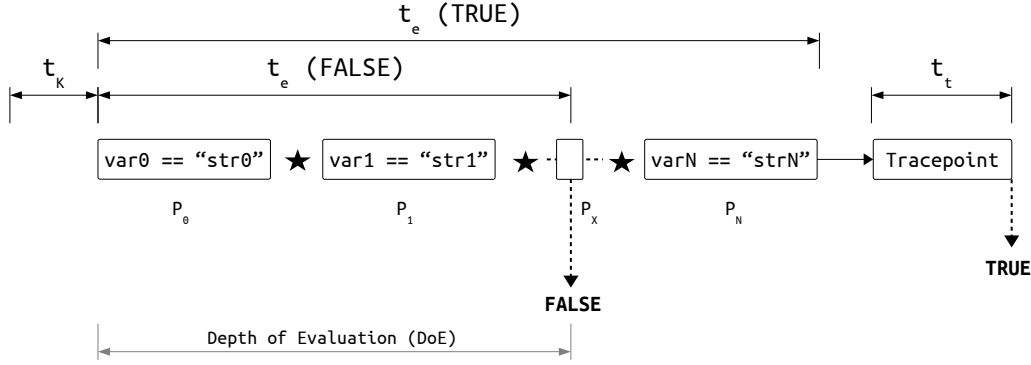 t_e (TRUE)
t_K t_e (FALSE) t_t
var0 == “str0” ★ var1 == “str1” ★ ★ varN == “strN” Tracepoint
P_0 P_1 P_X P_N
TRUE
FALSE
Depth of Evaluation (DoE)